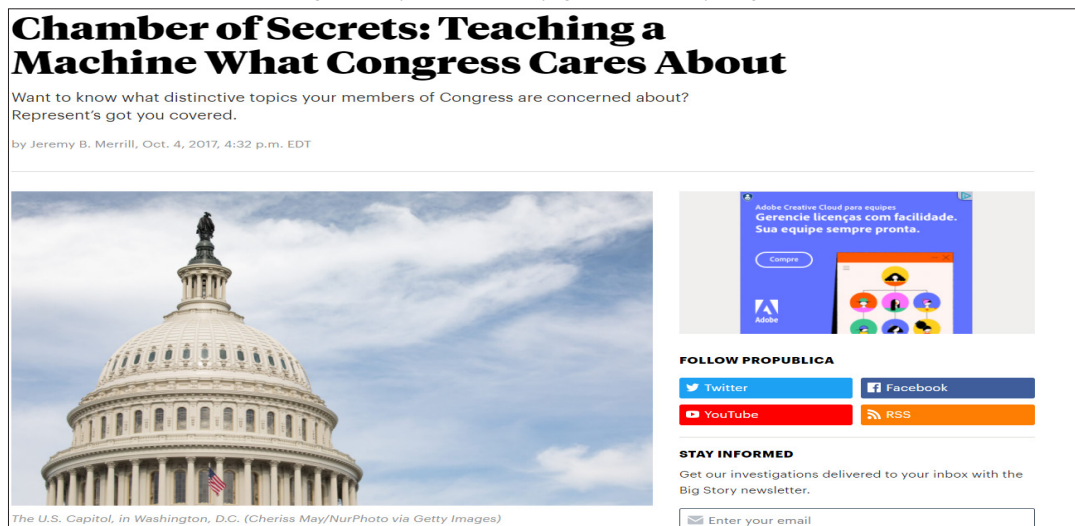 Chamber of Secrets: Teaching a
Machine What Congress Cares About
Want to know what distinctive topics your members of Congress are concerned about?
Represent's got you covered.
by Jeremy B. Merrill, Oct. 4, 2017, 4:32 p.m. EDT
The U.S. Capitol, in Washington, D.C. (Cheriss May/NurPhoto via Getty Images)
Adobe Creative Cloud para equipes
Gerencie licenças com facilidade.
Sua equipe sempre pronta.
Compre
Adobe
FOLLOW PROPUBLICA
Twitter
Facebook
YouTube
RSS
STAY INFORMED
Get our investigations delivered to your inbox with the
Big Story newsletter.
Enter your email